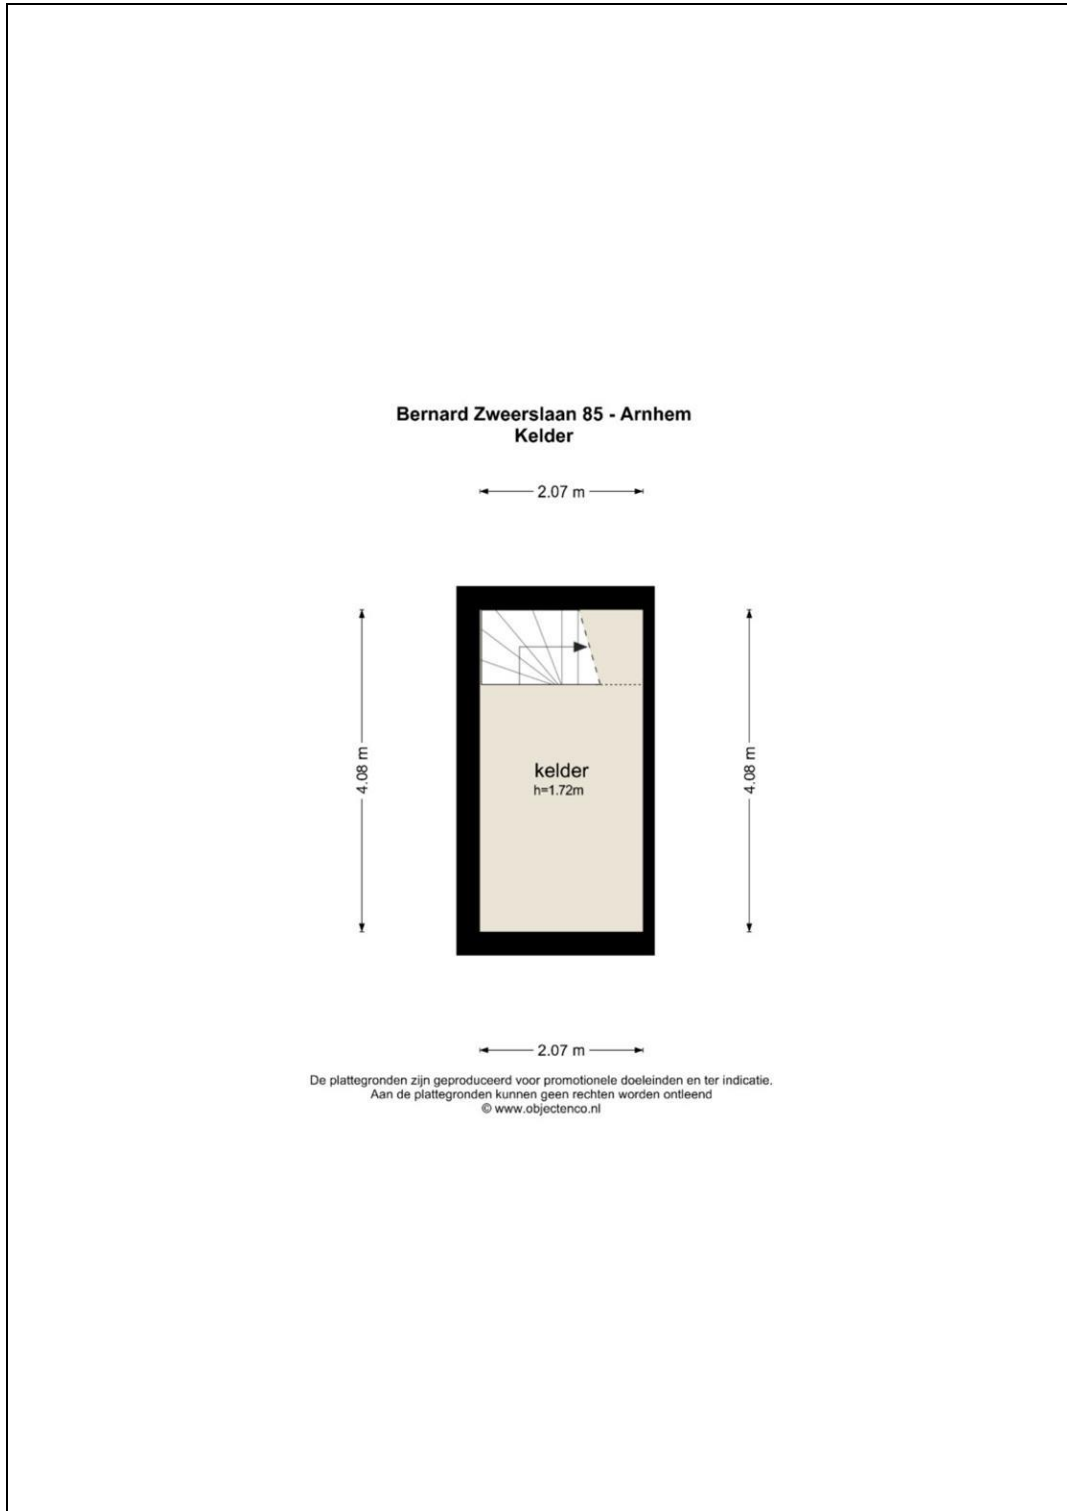 Bernard Zweerslaan 85 - Arnhem
Kelder
2.07 m
4.08 m
4.08 m
kelder
h=1.72m
2.07 m
De plattegronden zijn geproduceerd voor promotionele doeleinden en ter indicatie.
Aan de plattegronden kunnen geen rechten worden ontleend
© www.objectenco.nl